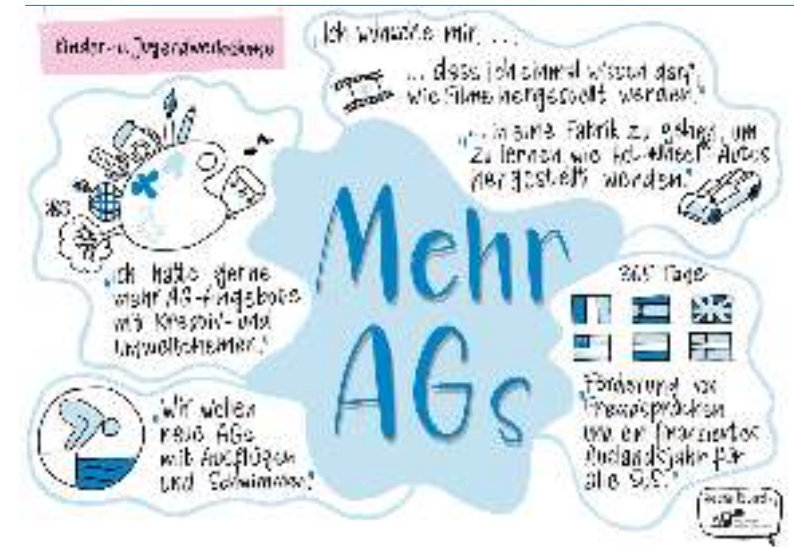 Kinder- u. Jugendworkshops
Ich wünsche mir, ...
... dass ich einmal wissen darf,
wie Filme hergestellt werden."
"... in eine Fabrik zu gehen, um
zu lernen wie Hot-Wheels Autos
hergestellt werden."
Mehr
AGs
"Ich hätte gerne
mehr AG-Angebote
mit Kreativ- und
Umweltthemen."
"Wir wollen
neue AGs
mit Ausflügen
und Schwimmen."
365 Tage
"Förderung von
Fremdsprachen
und ein finanziertes
Auslandsjahr für
alle SuS."